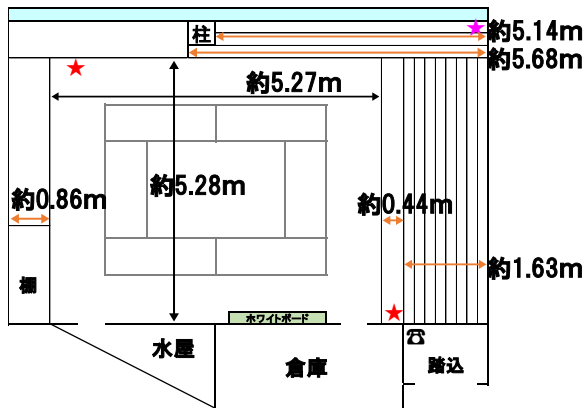 柱
約5.14m
約5.68m
約5.27m
約5.28m
約0.86m
約0.44m
約1.63m
棚
ホワイトボード
水屋
倉庫
☎
踏込